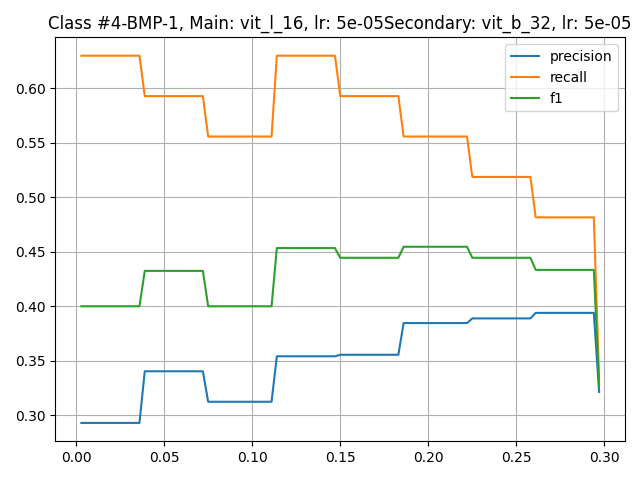 Class #4-BMP-1, Main: vit_l_16, lr: 5e-05Secondary: vit_b_32, lr: 5e-05
precision
recall
f1
0.60
0.55
0.50
0.45
0.40
0.35
0.30
0.00 0.05 0.10 0.15 0.20 0.25 0.30